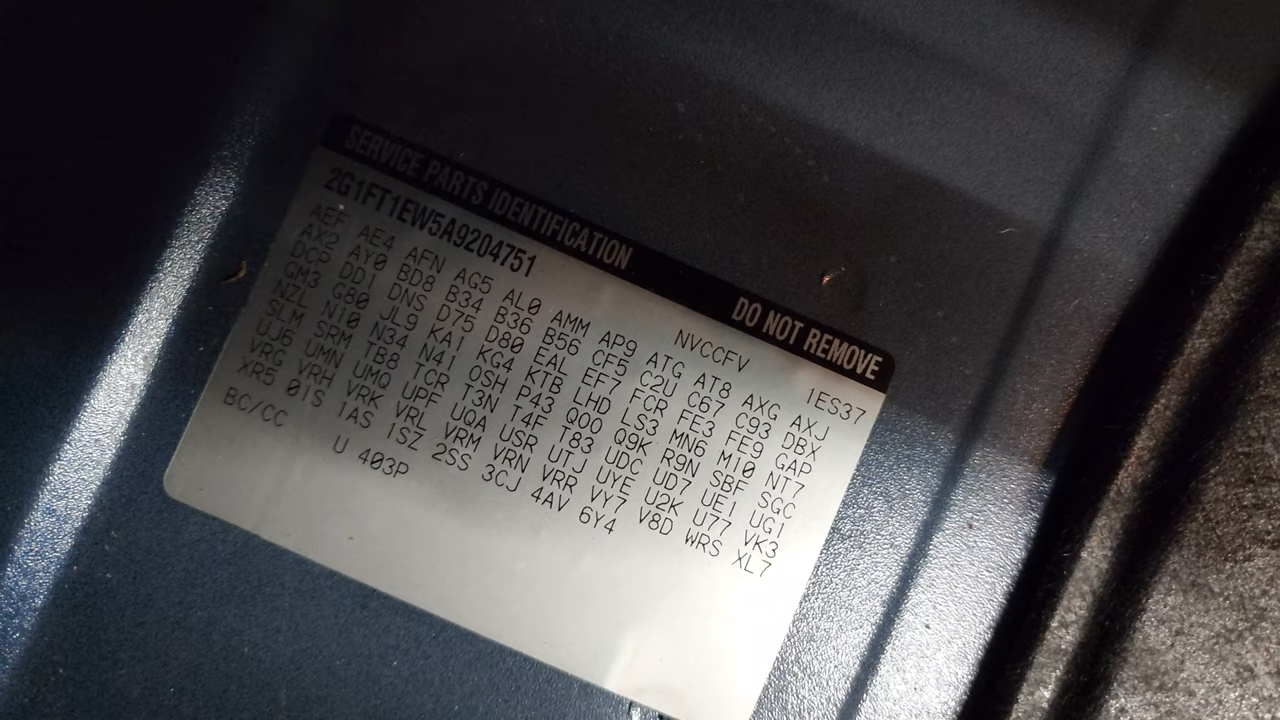 SERVICE PARTS IDENTIFICATION DO NOT REMOVE
2G1FT1EW5A9204751 NVCCFV 1ES37
AEF AE4 AFN AG5 AL0 AMM AP9 ATG AT8 AXG AXJ
AX2 AY0 BD8 B34 B36 B56 CF5 C2U C67 C93 DBX
DCP DD1 DNS D75 D80 EAL EF7 FCR FE3 FE9 GAP
GM3 G80 JL9 KA1 KG4 KTB LHD LS3 MN6 M10 NT7
NZL N10 N34 N41 OSH P43 Q00 Q9K R9N SBF SGC
SLM SRM TB8 TCR T3N T4F T83 UDC UD7 UE1 UG1
UJ6 UMN UMQ UPF UQA USR UTJ UYE U2K U77 VK3
VRG VRH VRK VRL VRM VRN VRR VY7 V8D WRS XL7
XR5 01S 1AS 1SZ 2SS 3CJ 4AV 6Y4
BC/CC U 403P